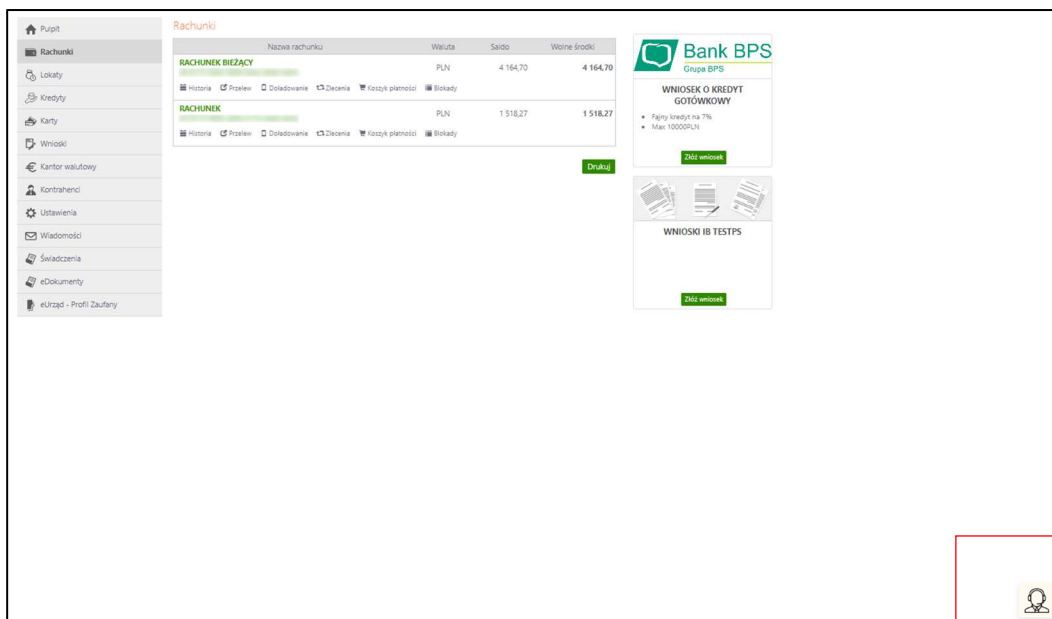 Pulpit
Rachunki
Lokaty
Kredyty
Karty
Wnioski
Kantor walutowy
Kontrahenci
Ustawienia
Wiadomości
Świadczenia
eDokumenty
eUrząd - Profil Zaufany
Rachunki
Nazwa rachunku Waluta Saldo Wolne środki
RACHUNEK BIEŻĄCY
PLN 4 164,70 4 164,70
Historia Przelew Doładowanie Zlecenia Koszyk płatności Blokady
RACHUNEK
PLN 1 518,27 1 518,27
Historia Przelew Doładowanie Zlecenia Koszyk płatności Blokady
Drukuj
Bank BPS
Grupa BPS
WNIOSEK O KREDYT
GOTÓWKOWY
Fajny kredyt na 7%
Max 10000PLN
Złóż wniosek
WNIOSKI IB TESTPS
Złóż wniosek